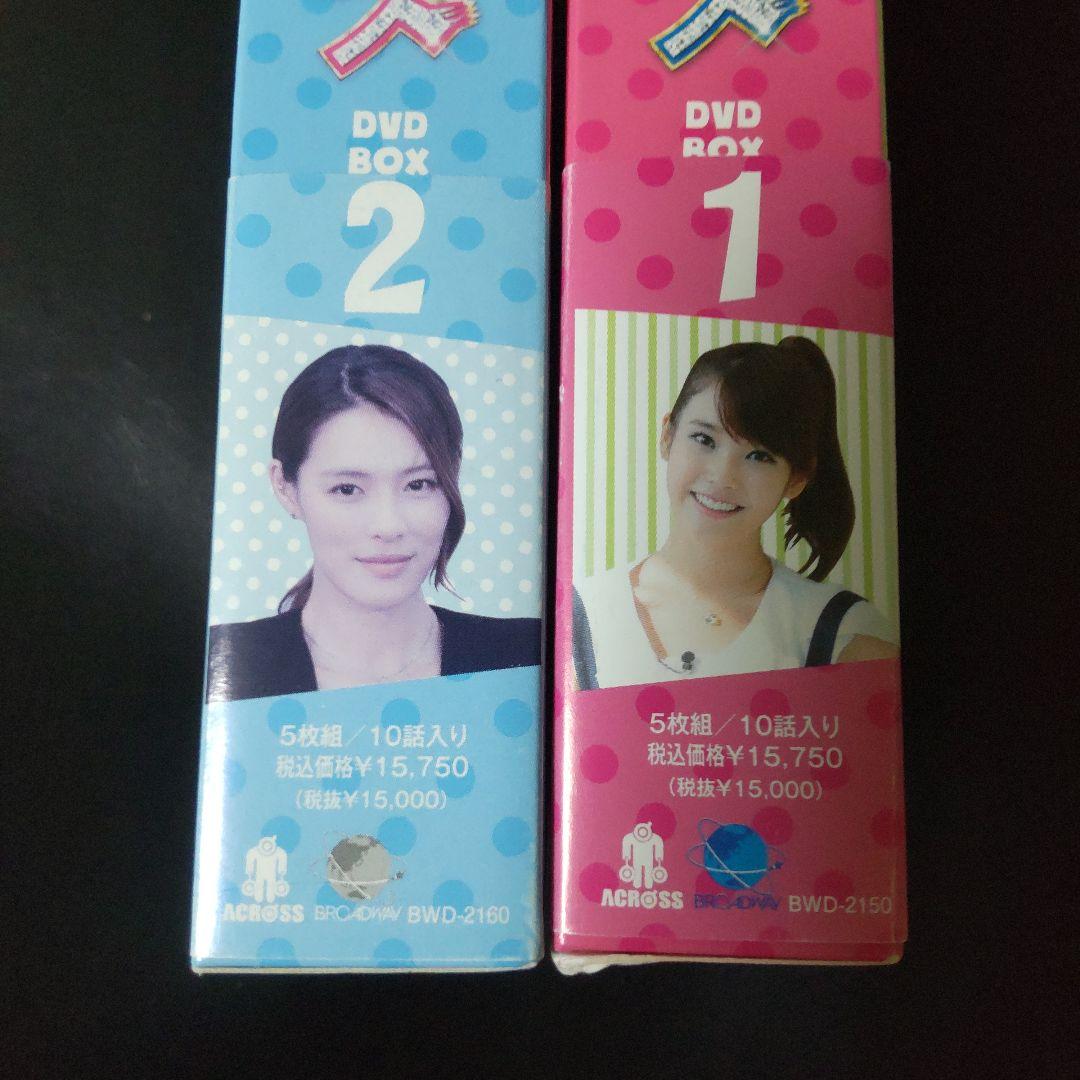 DVD
BOX
2
5枚組／10話入り
税込価格¥15,750
（税抜¥15,000）
ACROSS
BROADWAY
BWD-2160
DVD
BOX
1
5枚組／10話入り
税込価格¥15,750
（税抜¥15,000）
ACROSS
BROADWAY
BWD-2150